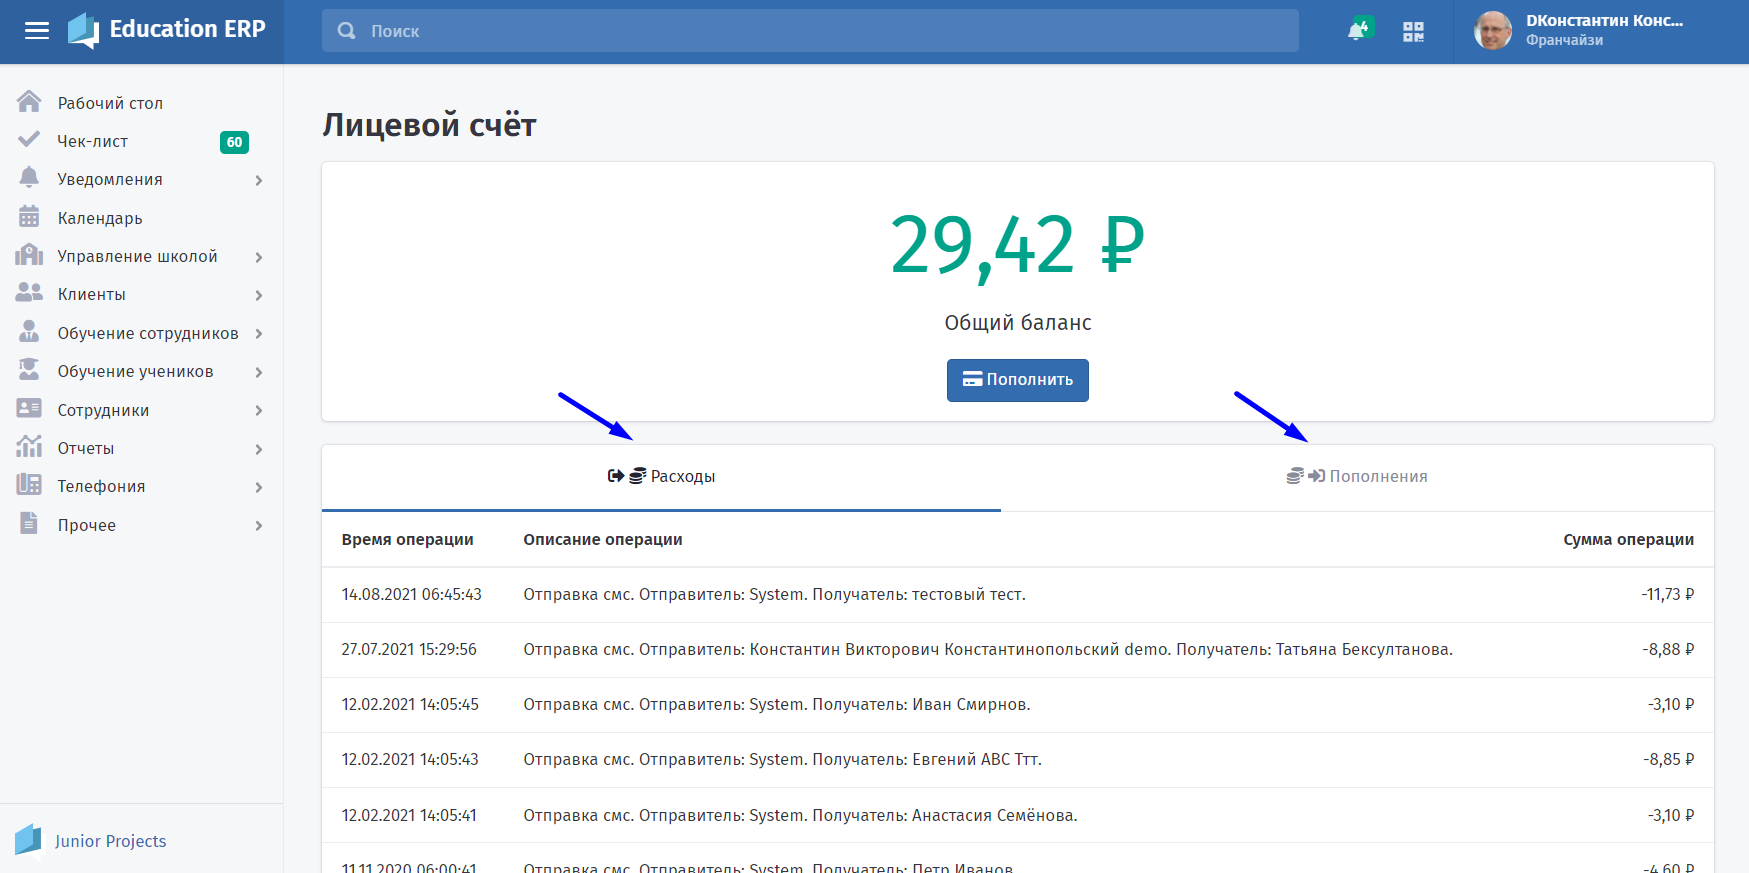 Education ERP
Поиск
4
DКонстантин Конс...
Франчайзи
Рабочий стол
Чек-лист 60
Уведомления
Календарь
Управление школой
Клиенты
Обучение сотрудников
Обучение учеников
Сотрудники
Отчеты
Телефония
Прочее
Junior Projects
Лицевой счёт
29,42 ₽
Общий баланс
Пополнить
Расходы Пополнения
Время операции Описание операции Сумма операции
14.08.2021 06:45:43 Отправка смс. Отправитель: System. Получатель: тестовый тест. -11,73 ₽
27.07.2021 15:29:56 Отправка смс. Отправитель: Константин Викторович Константинопольский demo. Получатель: Татьяна Бексултанова. -8,88 ₽
12.02.2021 14:05:45 Отправка смс. Отправитель: System. Получатель: Иван Смирнов. -3,10 ₽
12.02.2021 14:05:43 Отправка смс. Отправитель: System. Получатель: Евгений АВС Ттт. -8,85 ₽
12.02.2021 14:05:41 Отправка смс. Отправитель: System. Получатель: Анастасия Семёнова. -3,10 ₽
11.11.2020 06:00:41 Отправка смс. Отправитель: System. Получатель: Петр Иванов. -4,60 ₽